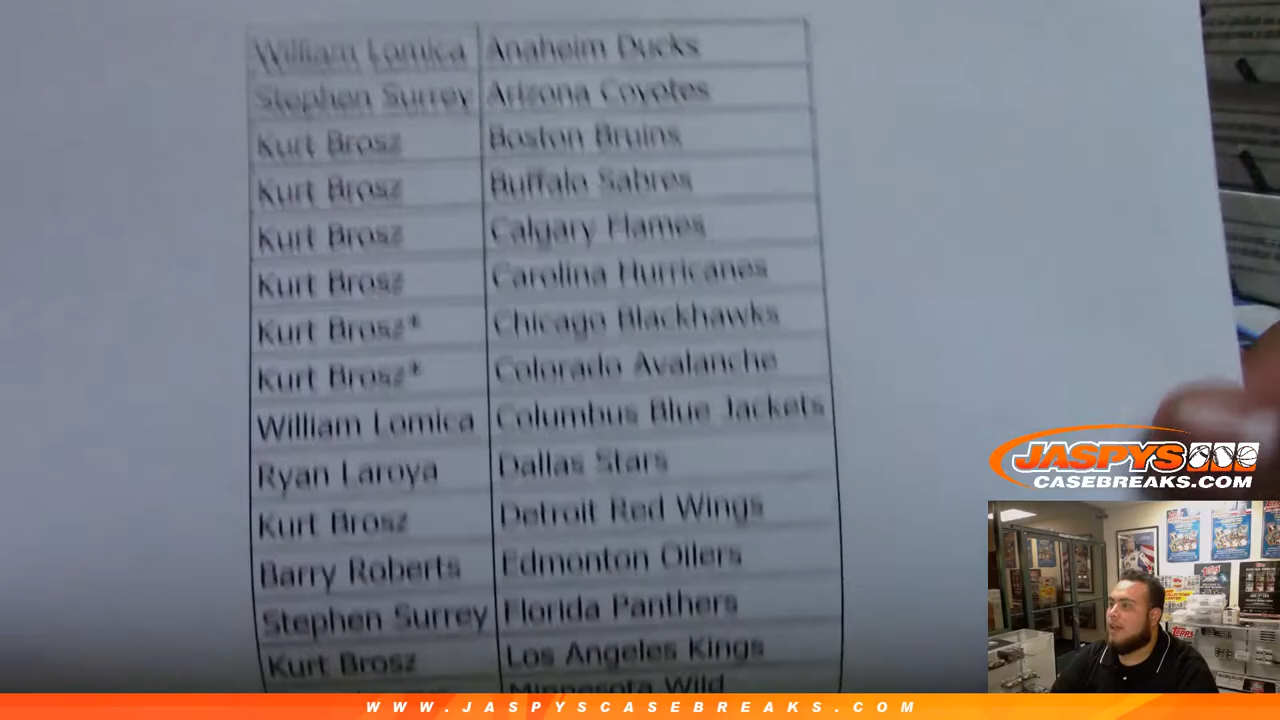 William Lomica Anaheim Ducks
Stephen Surrey Arizona Coyotes
Kurt Brosz Boston Bruins
Kurt Brosz Buffalo Sabres
Kurt Brosz Calgary Flames
Kurt Brosz Carolina Hurricanes
Kurt Brosz* Chicago Blackhawks
Kurt Brosz* Colorado Avalanche
William Lomica Columbus Blue Jackets
Ryan Laroya Dallas Stars
Kurt Brosz Detroit Red Wings
Barry Roberts Edmonton Oilers
Stephen Surrey Florida Panthers
Kurt Brosz Los Angeles Kings
Minnesota Wild
JASPYS
CASEBREAKS.COM
TOPPS
WWW.JASPYSCASEBREAKS.COM